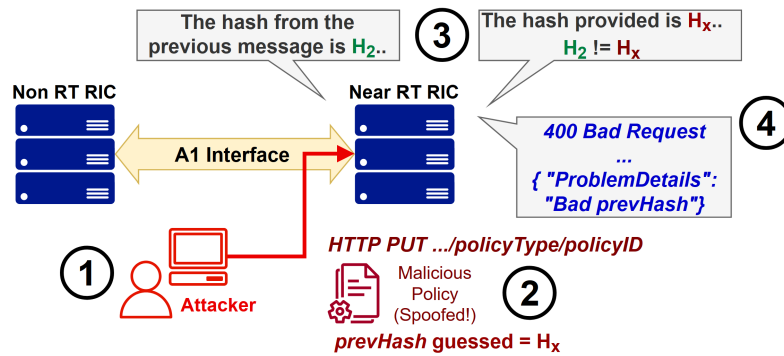 The hash from the
previous message is H2..
3
The hash provided is Hx..
H2 != Hx
Non RT RIC
Near RT RIC
A1 Interface
4
400 Bad Request
...
{ "ProblemDetails":
"Bad prevHash"}
1
Attacker
HTTP PUT .../policyType/policyID
Malicious
Policy
(Spoofed!)
2
prevHash guessed = Hx